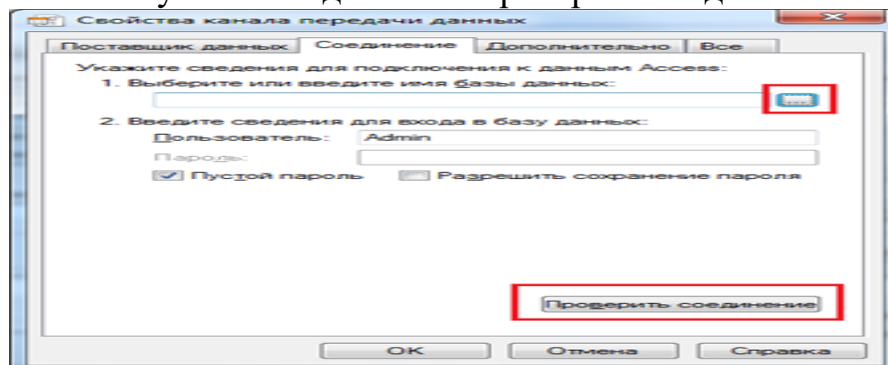 Свойства канала передачи данных
Поставщик данных Соединение Дополнительно Все
Укажите сведения для подключения к данным Access:
1. Выберите или введите имя базы данных:
...
2. Введите сведения для входа в базу данных:
Пользователь: Admin
Пароль:
Пустой пароль Разрешить сохранение пароля
Проверить соединение
ОК Отмена Справка